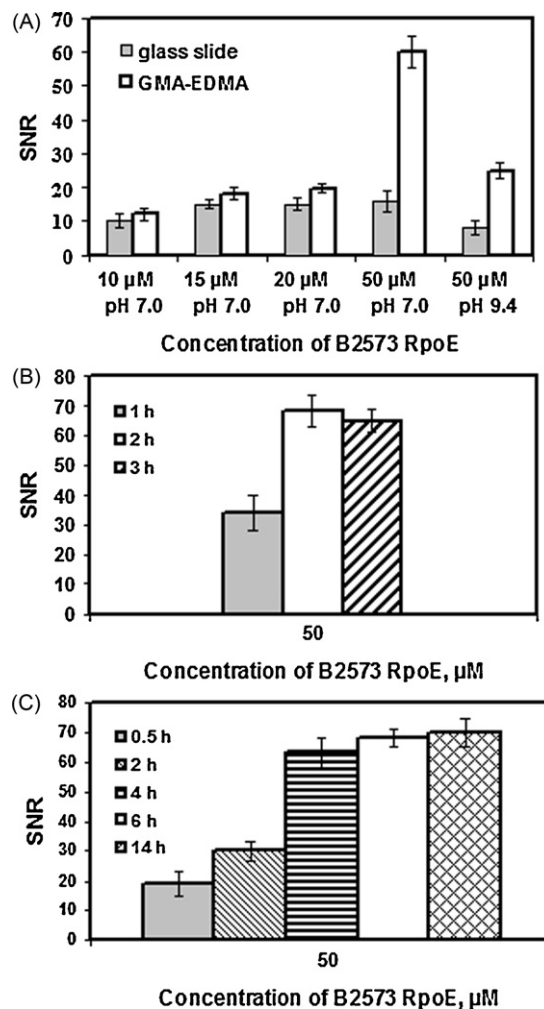 (A)
70
60
50
40
30
20
10
0
SNR
glass slide
GMA-EDMA
10 µM 15 µM 20 µM 50 µM 50 µM
pH 7.0 pH 7.0 pH 7.0 pH 7.0 pH 9.4
Concentration of B2573 RpoE
(B)
80
70
60
50
40
30
20
10
0
SNR
1 h
2 h
3 h
50
Concentration of B2573 RpoE, µM
(C)
80
70
60
50
40
30
20
10
0
SNR
0.5 h
2 h
4 h
6 h
14 h
50
Concentration of B2573 RpoE, µM